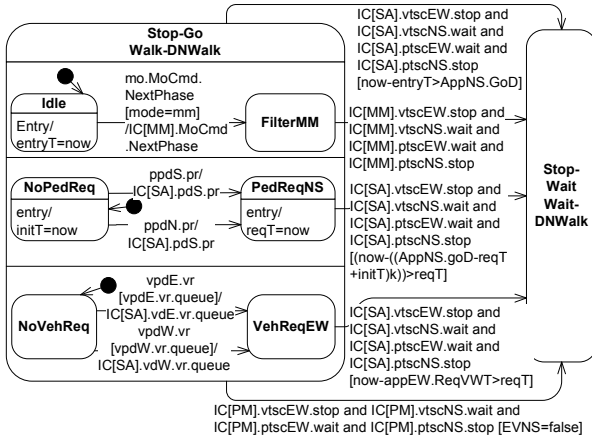 Stop-Go
Walk-DNWalk
Idle
Entry/
entryT=now
mo.MoCmd.
NextPhase
[mode=mm]
/IC[MM].MoCmd
.NextPhase
FilterMM
NoPedReq
entry/
initT=now
ppdS.pr/
IC[SA].pdS.pr
ppdN.pr/
IC[SA].pdS.pr
PedReqNS
entry/
reqT=now
NoVehReq
vpdE.vr
[vpdE.vr.queue]/
IC[SA].vdE.vr.queue
vpdW.vr
[vpdW.vr.queue]/
IC[SA].vdW.vr.queue
VehReqEW
IC[SA].vtscEW.stop and
IC[SA].vtscNS.wait and
IC[SA].ptscEW.wait and
IC[SA].ptscNS.stop
[now-entryT>AppNS.GoD]
IC[MM].vtscEW.stop and
IC[MM].vtscNS.wait and
IC[MM].ptscEW.wait and
IC[MM].ptscNS.stop
IC[SA].vtscEW.stop and
IC[SA].vtsNS.wait and
IC[SA].ptscEW.wait and
IC[SA].ptscNS.stop
[(now-((AppNS.goD-reqT
+initT)k))>reqT]
IC[SA].vtscEW.stop and
IC[SA].vtscNS.wait and
IC[SA].ptscEW.wait and
IC[SA].ptscNS.stop
[now-appEW.ReqVWT>reqT]
Stop-
Wait
Wait-
DNWalk
IC[PM].vtscEW.stop and IC[PM].vtscNS.wait and
IC[PM].ptscEW.wait and IC[PM].ptscNS.stop [EVNS=false]